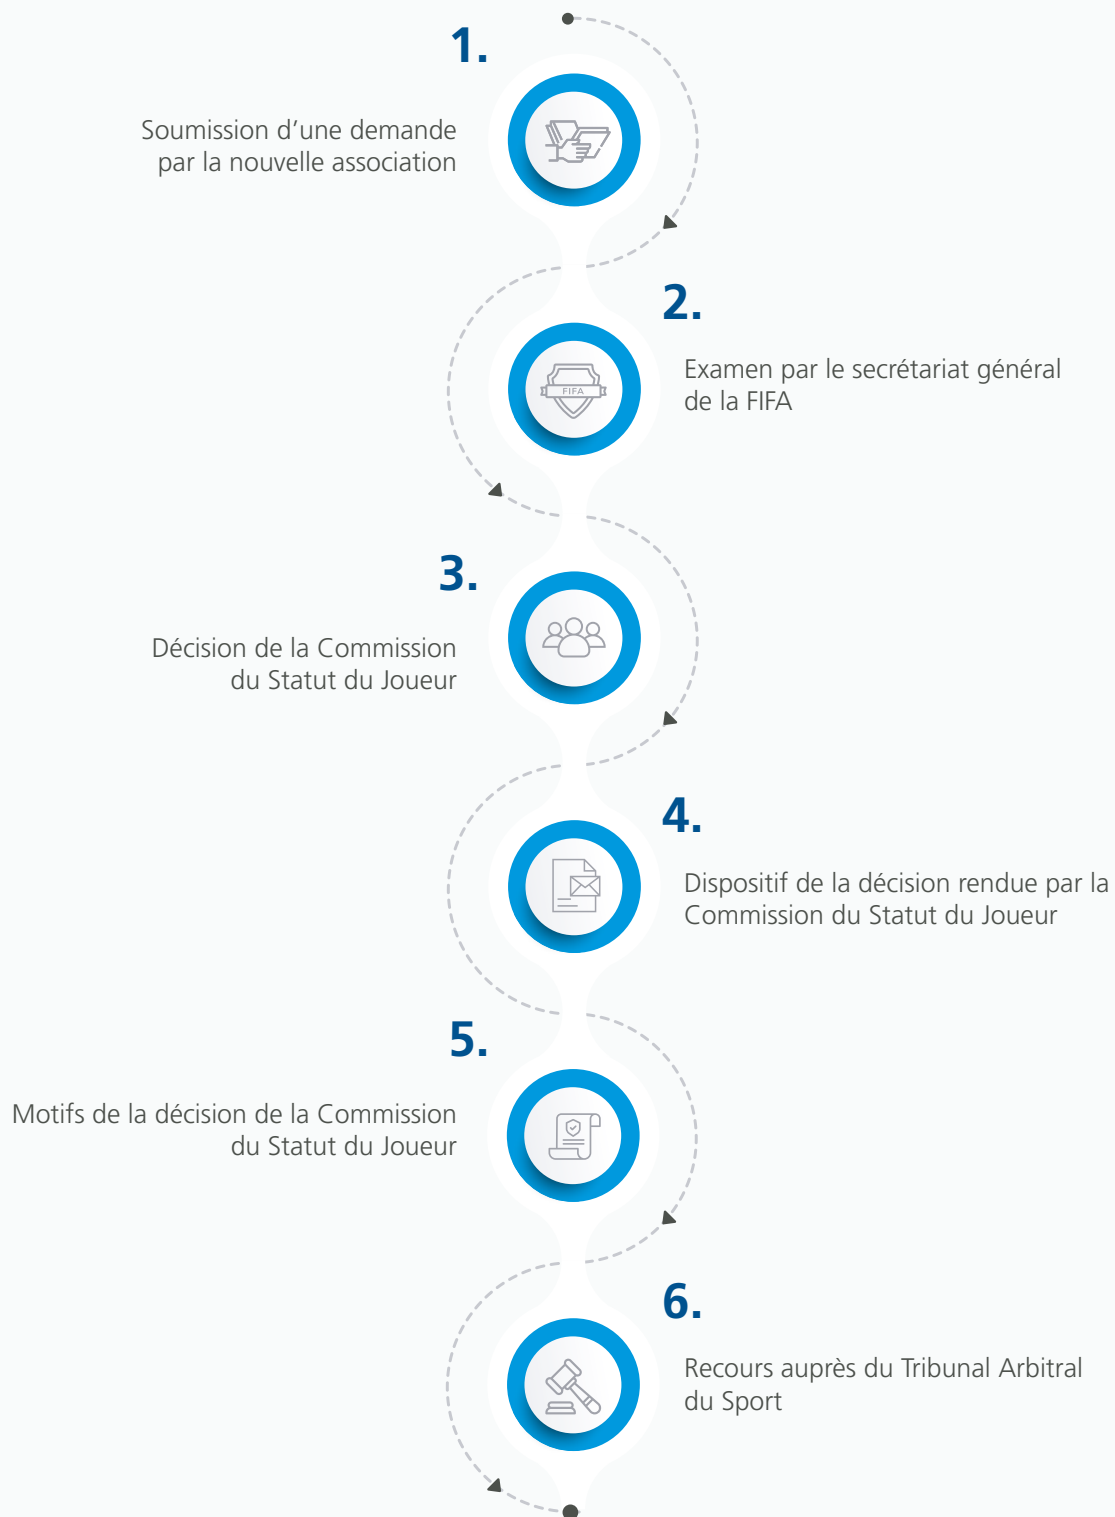 1.
Soumission d’une demande
par la nouvelle association
2.
Examen par le secrétariat général
de la FIFA
FIFA
3.
Décision de la Commission
du Statut du Joueur
4.
Dispositif de la décision rendue par la
Commission du Statut du Joueur
5.
Motifs de la décision de la Commission
du Statut du Joueur
6.
Recours auprès du Tribunal Arbitral
du Sport